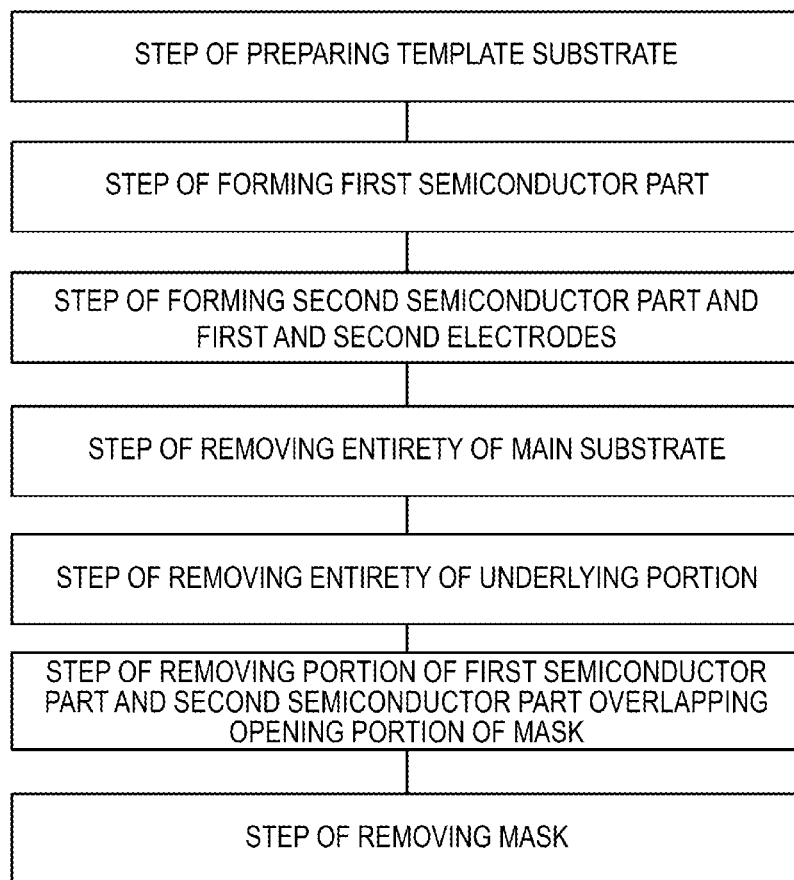 STEP OF PREPARING TEMPLATE SUBSTRATE
STEP OF FORMING FIRST SEMICONDUCTOR PART
STEP OF FORMING SECOND SEMICONDUCTOR PART AND
FIRST AND SECOND ELECTRODES
STEP OF REMOVING ENTIRETY OF MAIN SUBSTRATE
STEP OF REMOVING ENTIRETY OF UNDERLYING PORTION
STEP OF REMOVING PORTION OF FIRST SEMICONDUCTOR
PART AND SECOND SEMICONDUCTOR PART OVERLAPPING
OPENING PORTION OF MASK
STEP OF REMOVING MASK